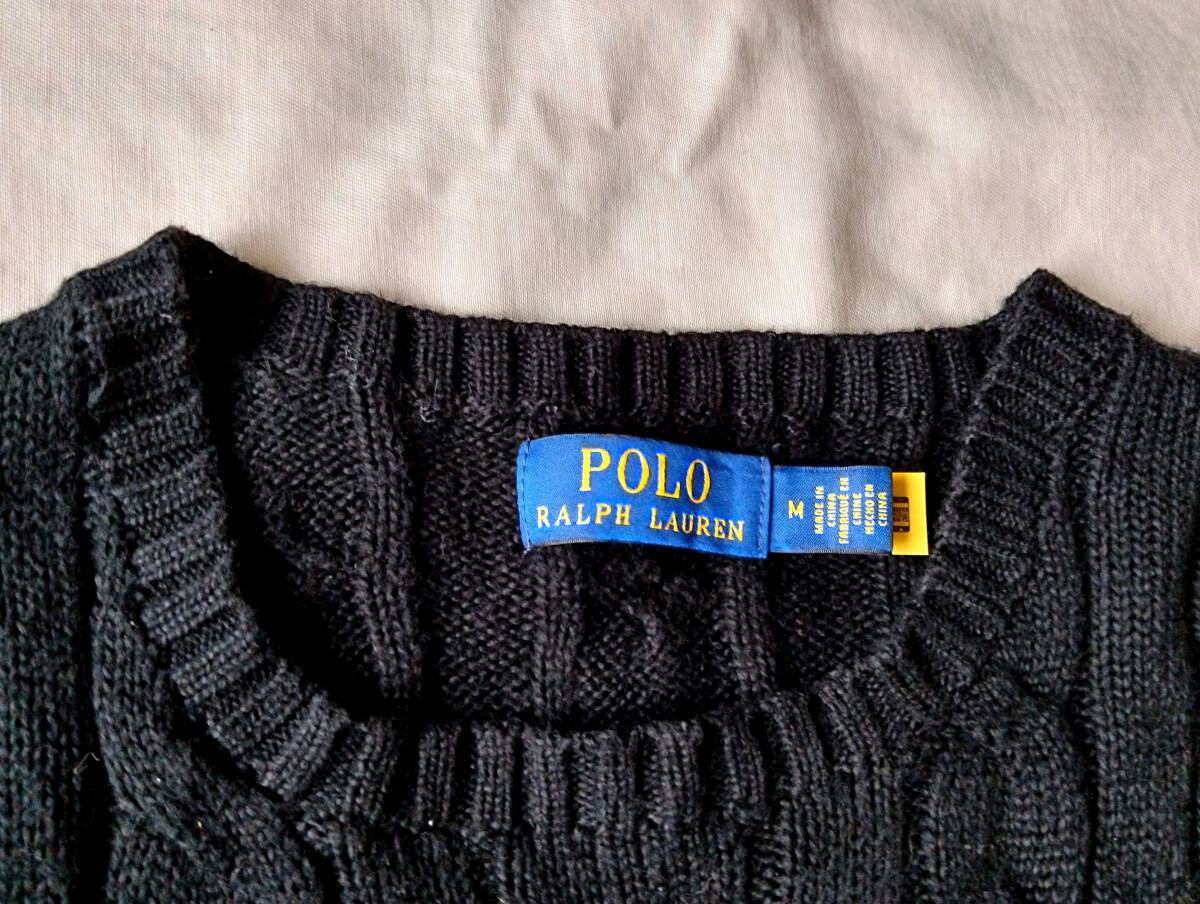 POLO
RALPH LAUREN
M
MADE IN
CHINA
FABRIQUÉ EN
CHINE
HECHO EN
CHINA